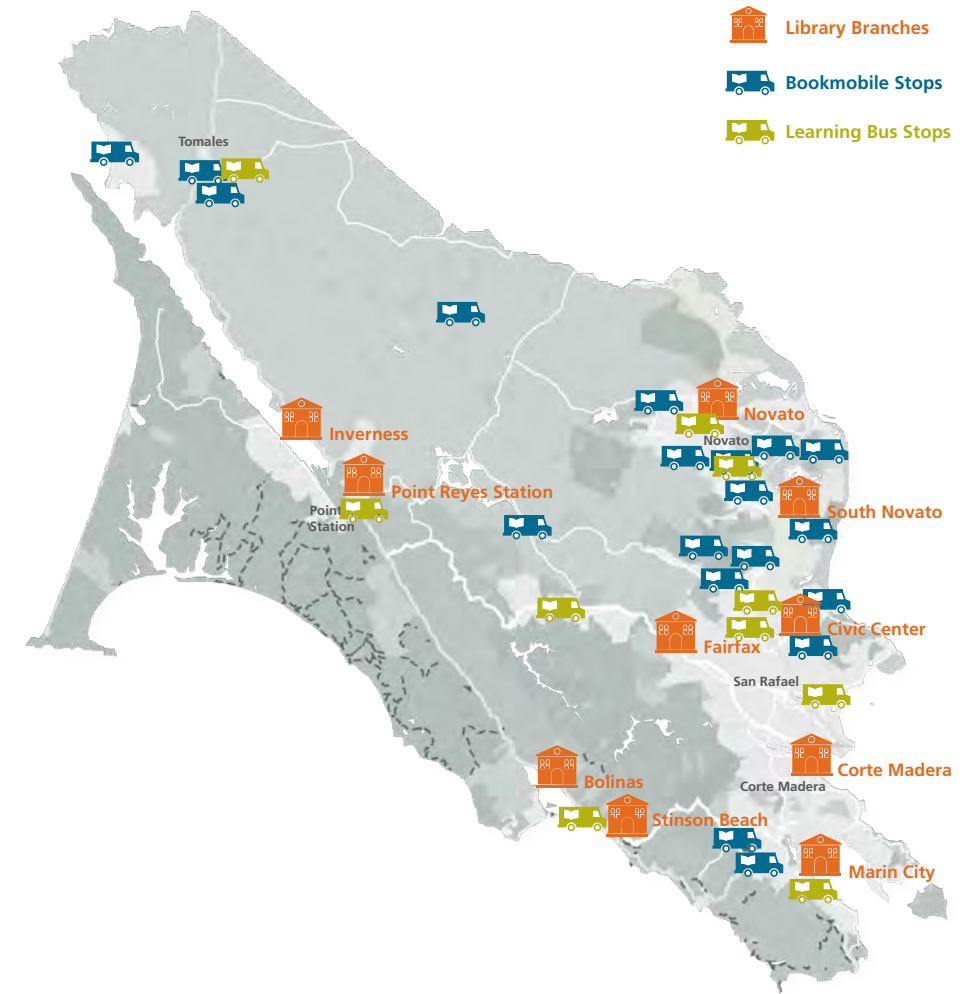 Library Branches
Bookmobile Stops
Learning Bus Stops
Tomales
Novato
Novato
Inverness
Point Reyes Station
Point
Station
South Novato
Civic Center
Fairfax
San Rafael
Corte Madera
Corte Madera
Bolinas
Stinson Beach
Marin City